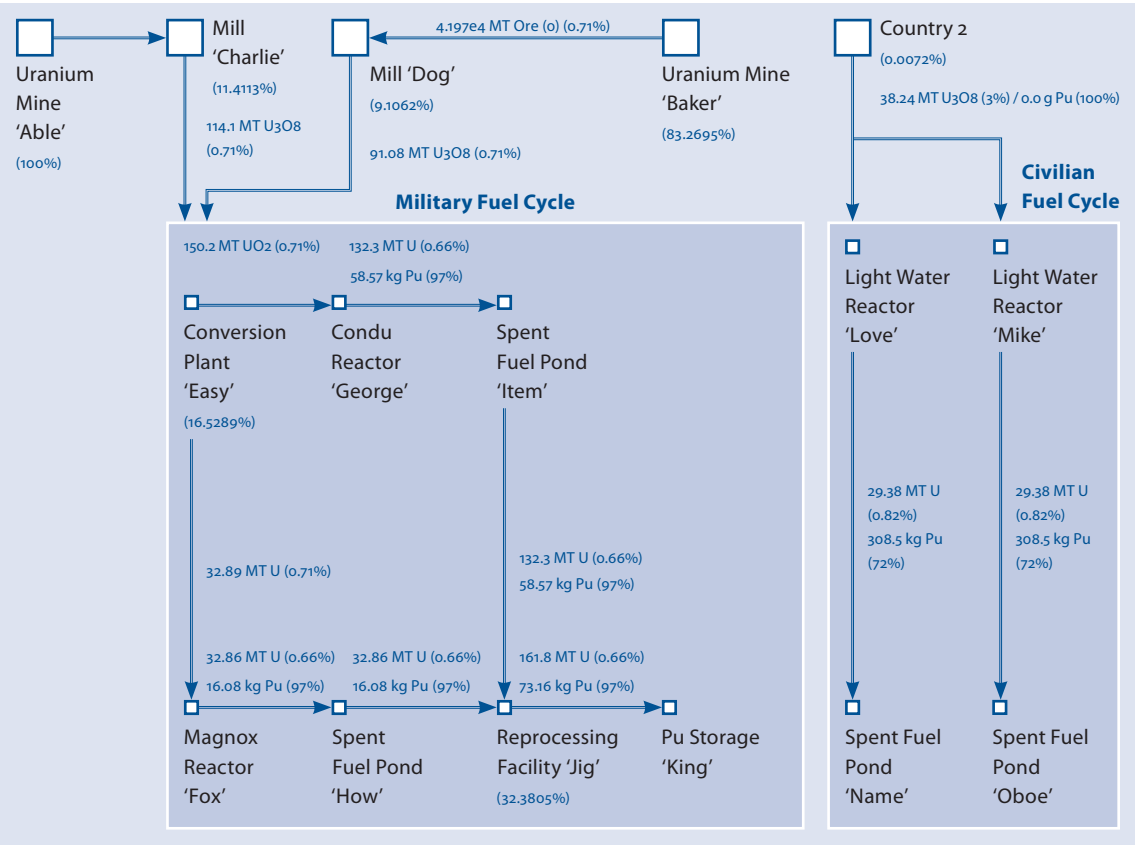 Mill
'Charlie'
(11.4113%)
114.1 MT U3O8
(0.71%)
Uranium
Mine
'Able'
(100%)
4.197e4 MT Ore (0) (0.71%)
Mill 'Dog'
(9.1062%)
91.08 MT U3O8 (0.71%)
Uranium Mine
'Baker'
(83.2695%)
Country 2
(0.0072%)
38.24 MT U3O8 (3%) / 0.0 g Pu (100%)
Military Fuel Cycle
Civilian
Fuel Cycle
150.2 MT UO2 (0.71%)
132.3 MT U (0.66%)
58.57 kg Pu (97%)
Conversion
Plant
'Easy'
(16.5289%)
Condu
Reactor
'George'
Spent
Fuel Pond
'Item'
32.89 MT U (0.71%)
132.3 MT U (0.66%)
58.57 kg Pu (97%)
32.86 MT U (0.66%)
16.08 kg Pu (97%)
32.86 MT U (0.66%)
16.08 kg Pu (97%)
161.8 MT U (0.66%)
73.16 kg Pu (97%)
Magnox
Reactor
'Fox'
Spent
Fuel Pond
'How'
Reprocessing
Facility 'Jig'
(32.3805%)
Pu Storage
'King'
Light Water
Reactor
'Love'
Light Water
Reactor
'Mike'
29.38 MT U
(0.82%)
308.5 kg Pu
(72%)
29.38 MT U
(0.82%)
308.5 kg Pu
(72%)
Spent Fuel
Pond
'Name'
Spent Fuel
Pond
'Oboe'